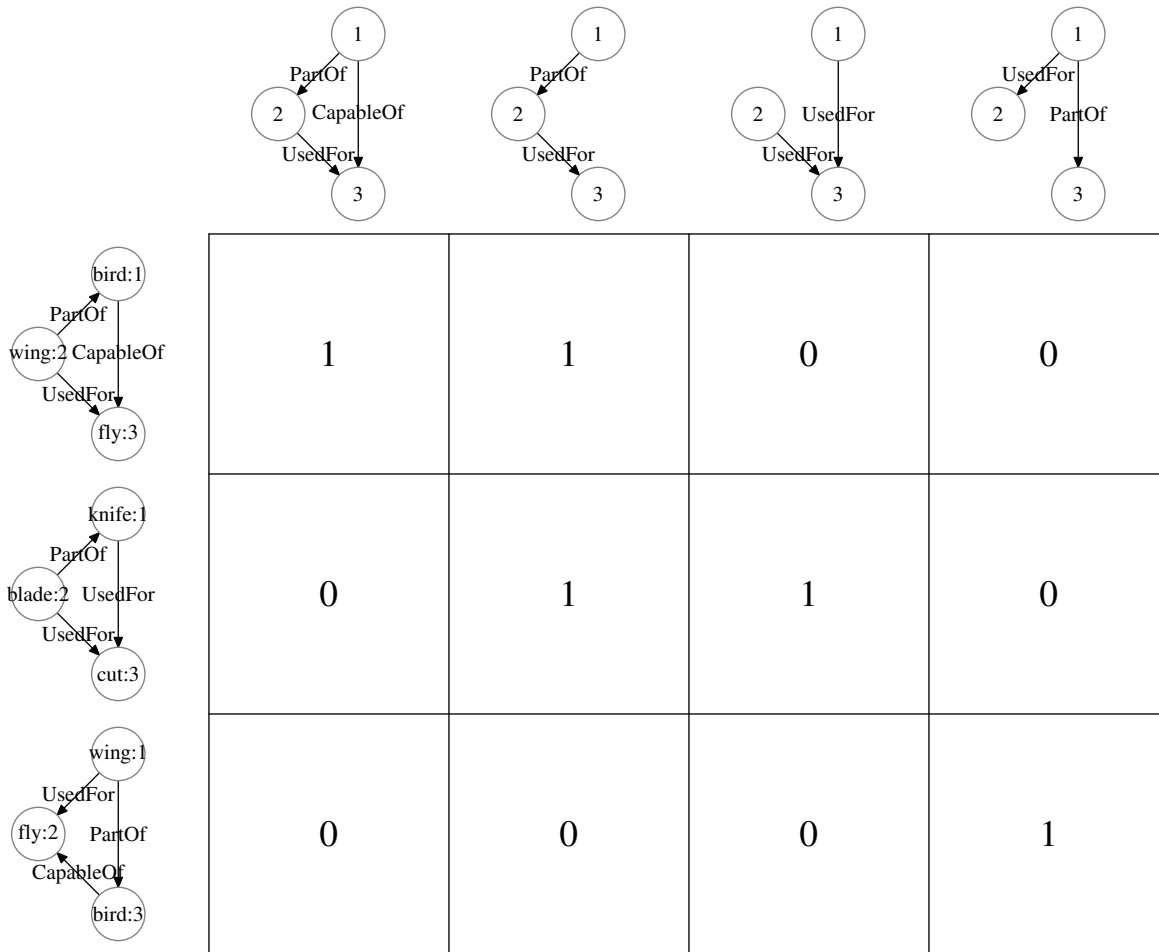 1 1 1 1
PartOf PartOf UsedFor
2 CapableOf 2 2 UsedFor 2 PartOf
UsedFor UsedFor UsedFor
3 3 3 3
bird:1
PartOf
wing:2 CapableOf 1 1 0 0
UsedFor
fly:3
knife:1
PartOf
blade:2 UsedFor 0 1 1 0
UsedFor
cut:3
wing:1
UsedFor
fly:2 PartOf 0 0 0 1
CapableOf
bird:3